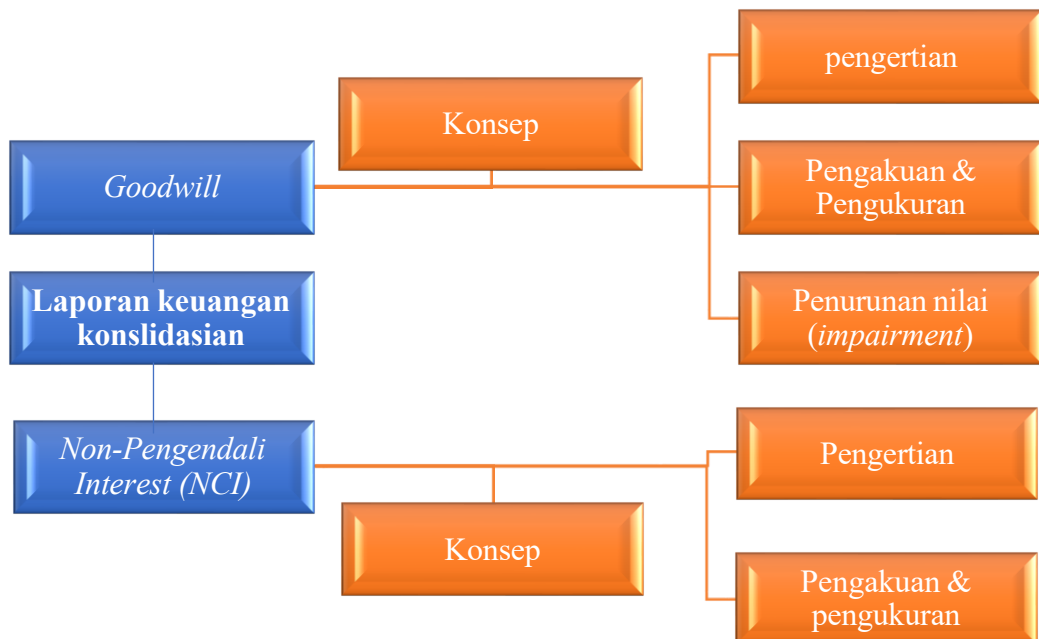 pengertian
Konsep
Goodwill
Pengakuan &
Pengukuran
Laporan keuangan
konslidasian
Penurunan nilai
(impairment)
Non-Pengendali
Interest (NCI)
Pengertian
Konsep
Pengakuan &
pengukuran